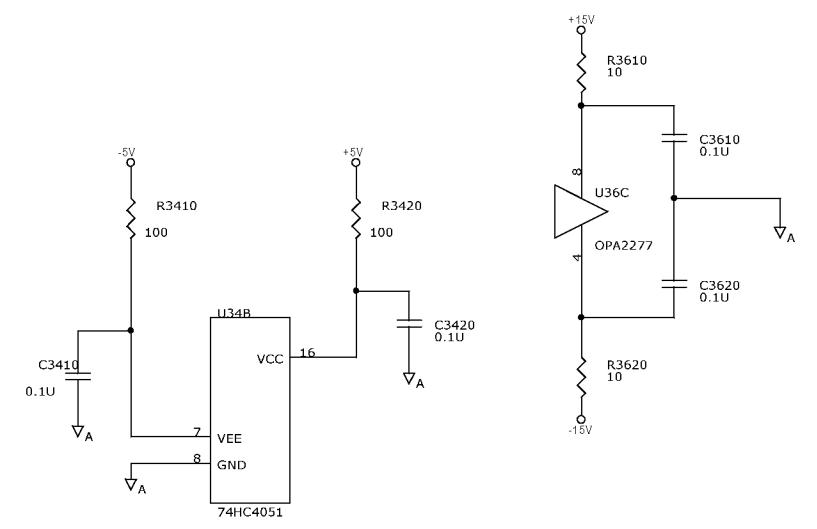 +15V
R3610
10
C3610
0.1U
8
U36C
A
OPA2277
4
C3620
0.1U
R3620
10
-15V
-5V
R3410
100
+5V
R3420
100
U34B
C3420
0.1U
16
VCC
A
C3410
0.1U
A
7
VEE
8
GND
A
74HC4051